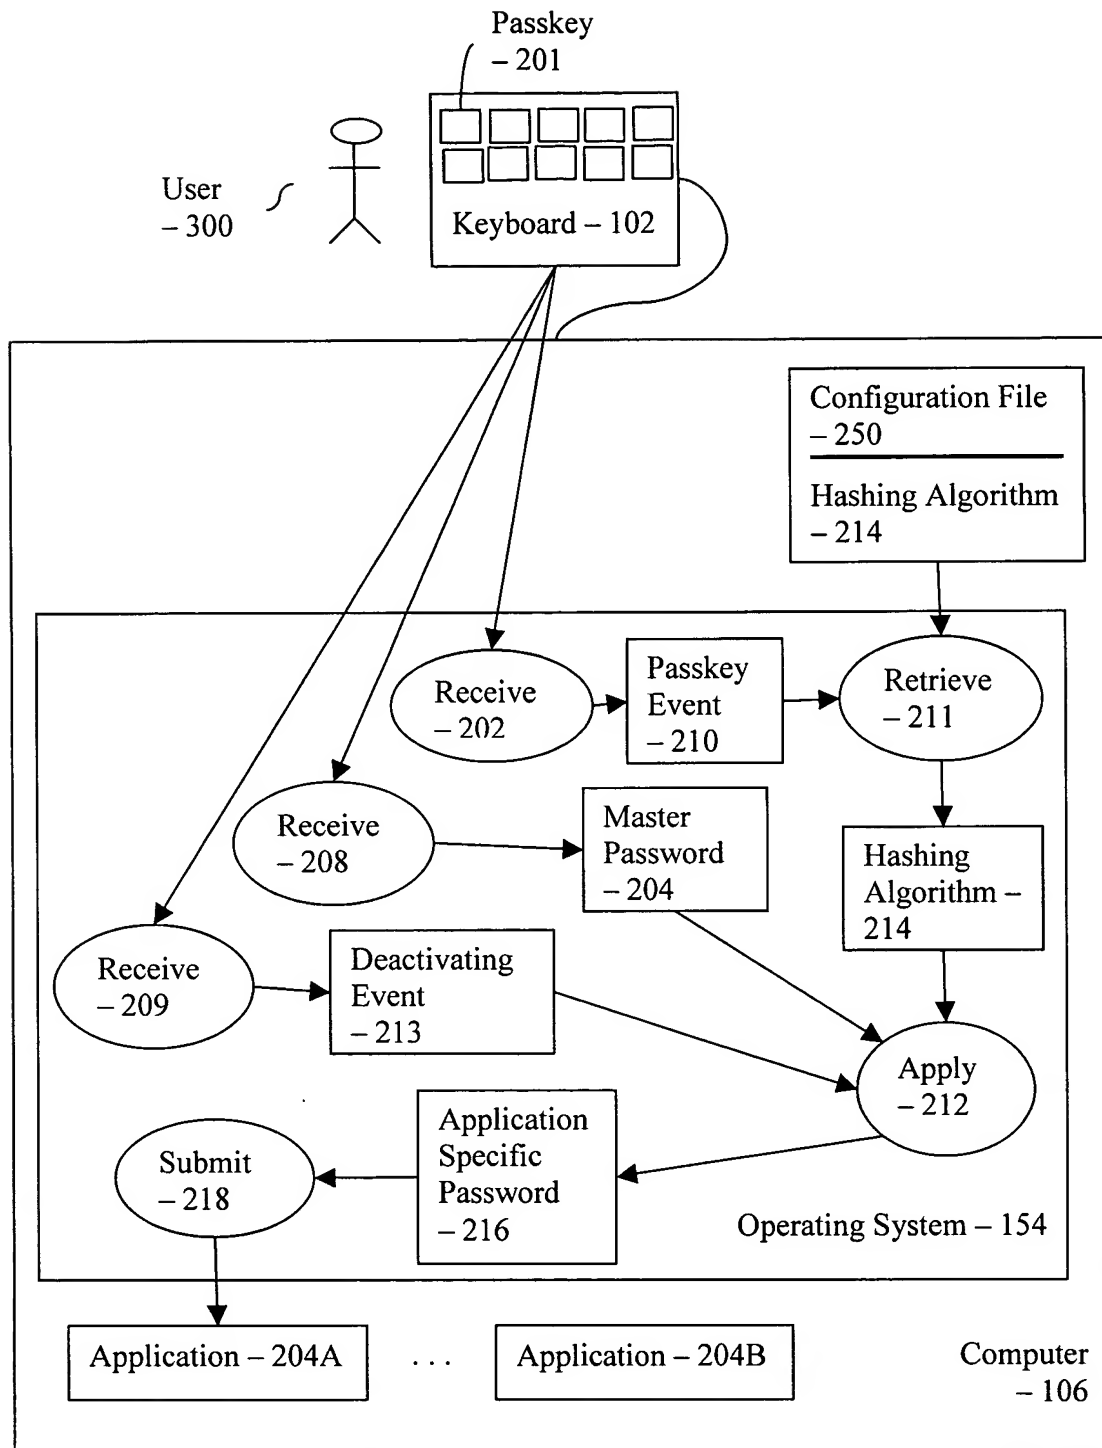 Passkey
– 201
User
– 300
Keyboard – 102
Configuration File
– 250
Hashing Algorithm
– 214
Receive
– 202
Passkey
Event
– 210
Retrieve
– 211
Receive
– 208
Master
Password
– 204
Hashing
Algorithm –
214
Receive
– 209
Deactivating
Event
– 213
Apply
– 212
Submit
– 218
Application
Specific
Password
– 216
Operating System – 154
Application – 204A
. . .
Application – 204B
Computer
– 106